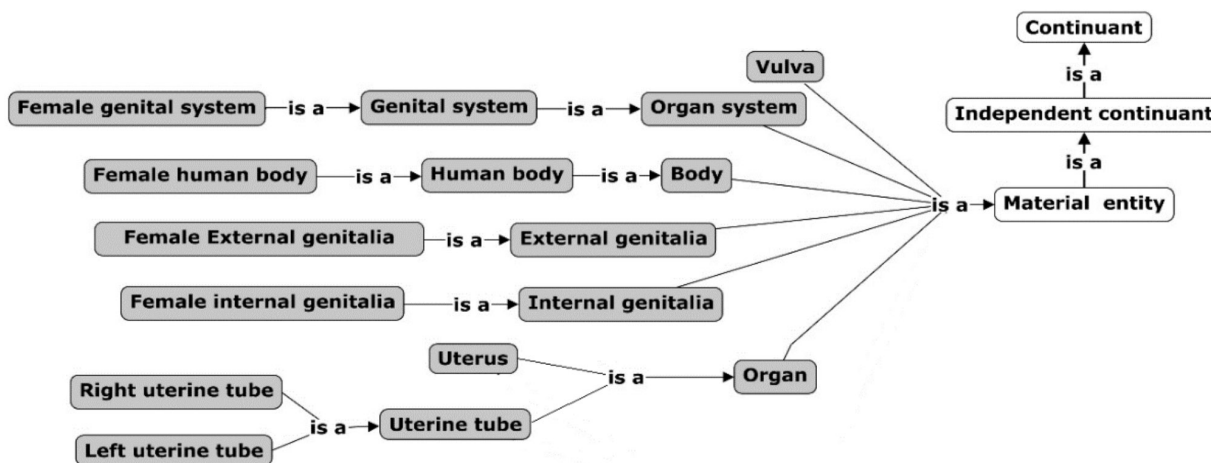 Continuant
is a
Vulva
Female genital system is a Genital system is a Organ system
Independent continuant
is a
Female human body is a Human body is a Body
is a Material entity
Female External genitalia is a External genitalia
Female internal genitalia is a Internal genitalia
Uterus
is a Organ
Right uterine tube
is a Uterine tube
Left uterine tube